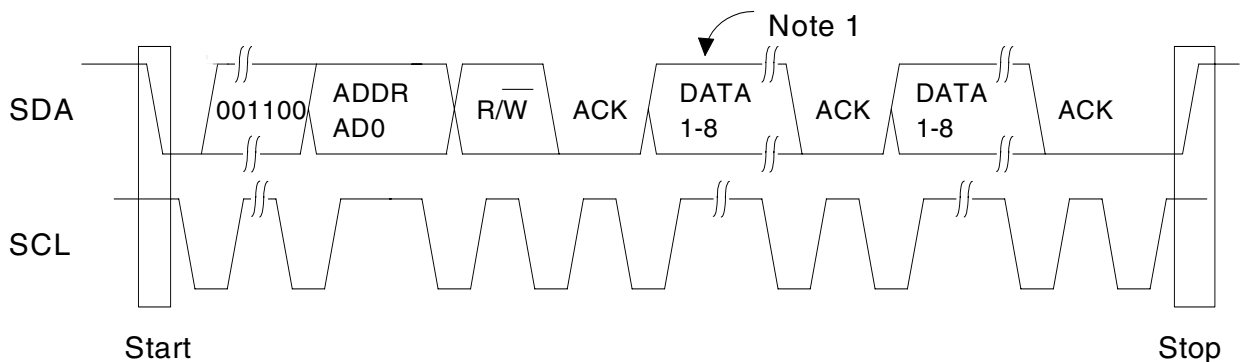 Note 1
SDA
001100
ADDR
AD0
R/W
ACK
DATA
1-8
ACK
DATA
1-8
ACK
SCL
Start
Stop